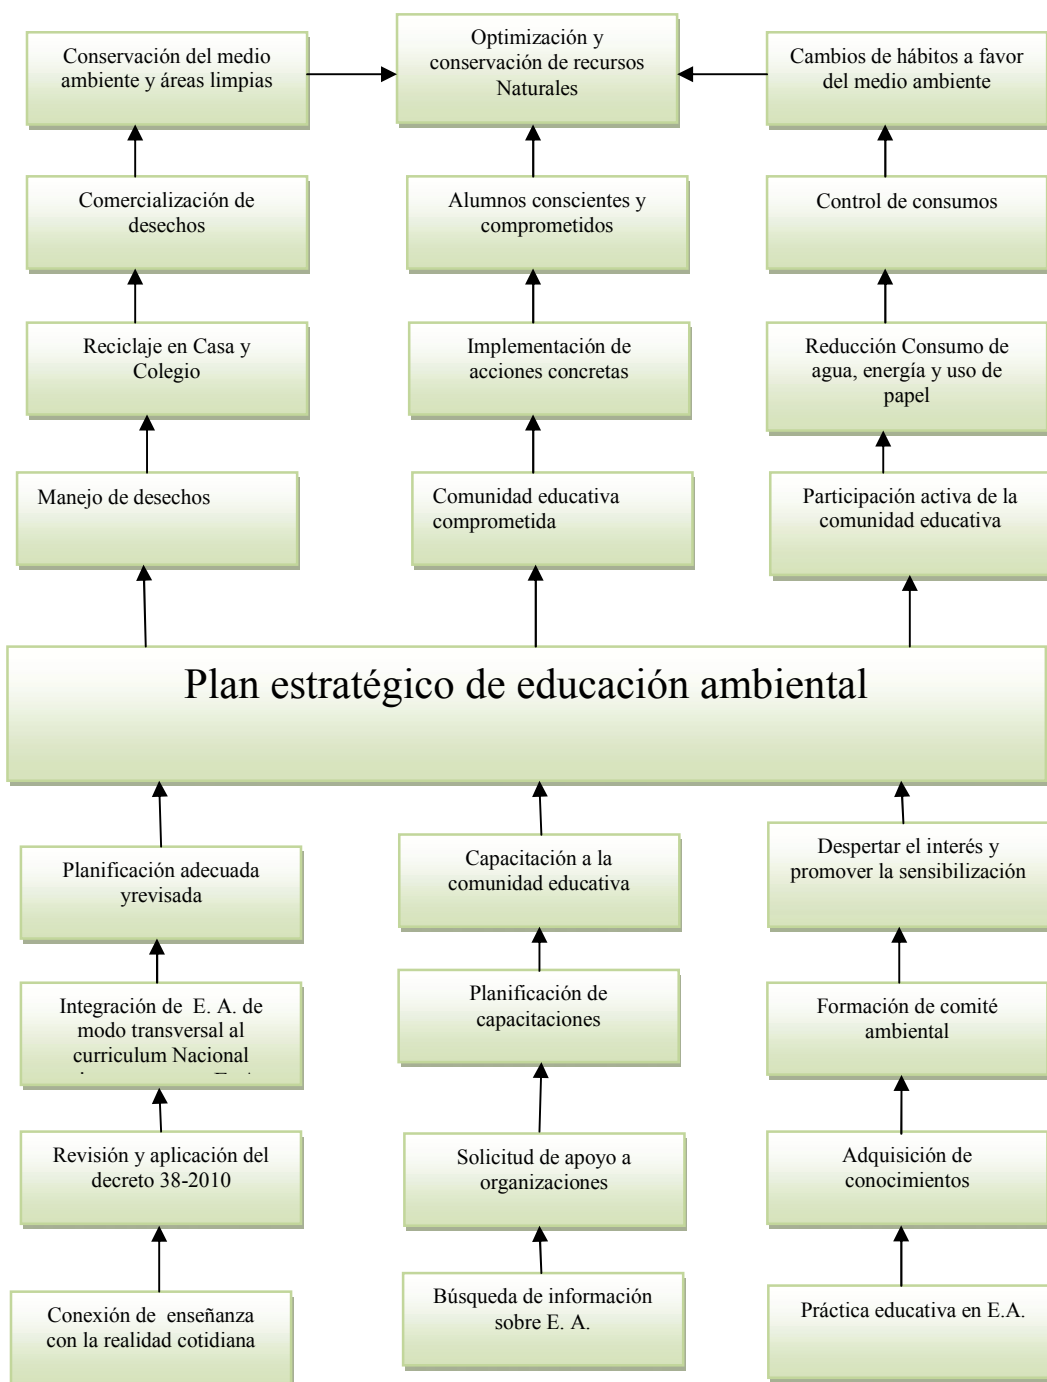 Conservación del medio
ambiente y áreas limpias
Optimización y
conservación de recursos
Naturales
Cambios de hábitos a favor
del medio ambiente
Comercialización de
desechos
Alumnos conscientes y
comprometidos
Control de consumos
Reciclaje en Casa y
Colegio
Implementación de
acciones concretas
Reducción Consumo de
agua, energía y uso de
papel
Manejo de desechos
Comunidad educativa
comprometida
Participación activa de la
comunidad educativa
Plan estratégico de educación ambiental
Planificación adecuada
yrevisada
Capacitación a la
comunidad educativa
Despertar el interés y
promover la sensibilización
Integración de E. A. de
modo transversal al
curriculum Nacional
Planificación de
capacitaciones
Formación de comité
ambiental
Revisión y aplicación del
decreto 38-2010
Solicitud de apoyo a
organizaciones
Adquisición de
conocimientos
Conexión de enseñanza
con la realidad cotidiana
Búsqueda de información
sobre E. A.
Práctica educativa en E.A.